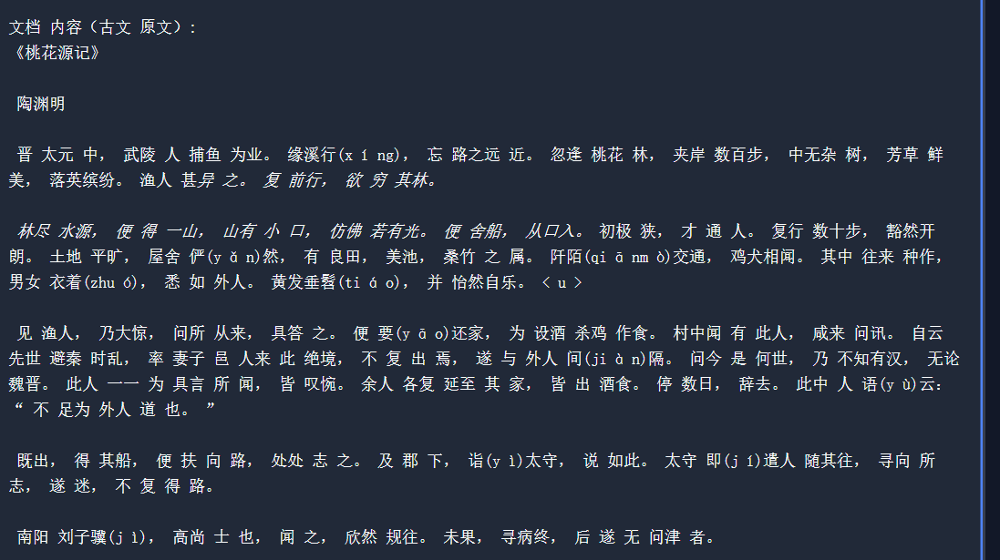 文档 内容（古文 原文）:
《桃花源记》
陶渊明
晋 太元 中， 武陵 人 捕鱼 为业。 缘溪行(x í ng)， 忘 路之远 近。 忽逢 桃花 林， 夹岸 数百步， 中无杂 树， 芳草 鲜
美， 落英缤纷。 渔人 甚异 之。 复 前行， 欲 穷 其林。
林尽 水源， 便 得 一山， 山有 小 口， 仿佛 若有光。 便 舍船， 从口入。 初极 狭， 才 通 人。 复行 数十步， 豁然开
朗。 土地 平旷， 屋舍 俨(y ǎ n)然， 有 良田， 美池， 桑竹 之 属。 阡陌(qi ā nm ò)交通， 鸡犬相闻。 其中 往来 种作，
男女 衣着(zhu ó)， 悉 如 外人。 黄发垂髫(ti á o)， 并 怡然自乐。 < u >
见 渔人， 乃大惊， 问所 从来， 具答 之。 便 要(y ā o)还家， 为 设酒 杀鸡 作食。 村中闻 有 此人， 咸来 问讯。 自云
先世 避秦 时乱， 率 妻子 邑 人来 此 绝境， 不 复 出 焉， 遂 与 外人 间(ji à n)隔。 问今 是 何世， 乃 不知有汉， 无论
魏晋。 此人 一一 为 具言 所 闻， 皆 叹惋。 余人 各复 延至 其 家， 皆 出 酒食。 停 数日， 辞去。 此中 人 语(y ù)云：
“ 不 足为 外人 道 也。 ”
既出， 得 其船， 便 扶 向 路， 处处 志 之。 及 郡 下， 诣(y ì)太守， 说 如此。 太守 即(j í)遣人 随其往， 寻向 所
志， 遂 迷， 不 复 得 路。
南阳 刘子骥(j ì)， 高尚 士 也， 闻 之， 欣然 规往。 未果， 寻病终， 后 遂 无 问津 者。